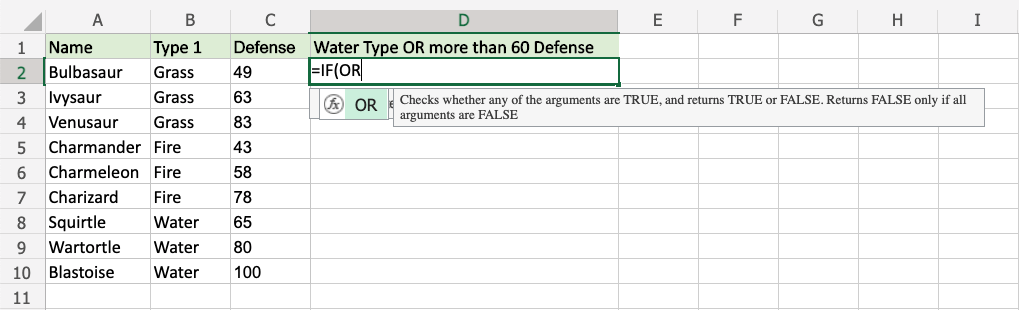 A B C D E F G H I
1 Name Type 1 Defense Water Type OR more than 60 Defense
2 Bulbasaur Grass 49 =IF(OR
fx OR Checks whether any of the arguments are TRUE, and returns TRUE or FALSE. Returns FALSE only if all
arguments are FALSE
3 Ivysaur Grass 63
4 Venusaur Grass 83
5 Charmander Fire 43
6 Charmeleon Fire 58
7 Charizard Fire 78
8 Squirtle Water 65
9 Wartortle Water 80
10 Blastoise Water 100
11